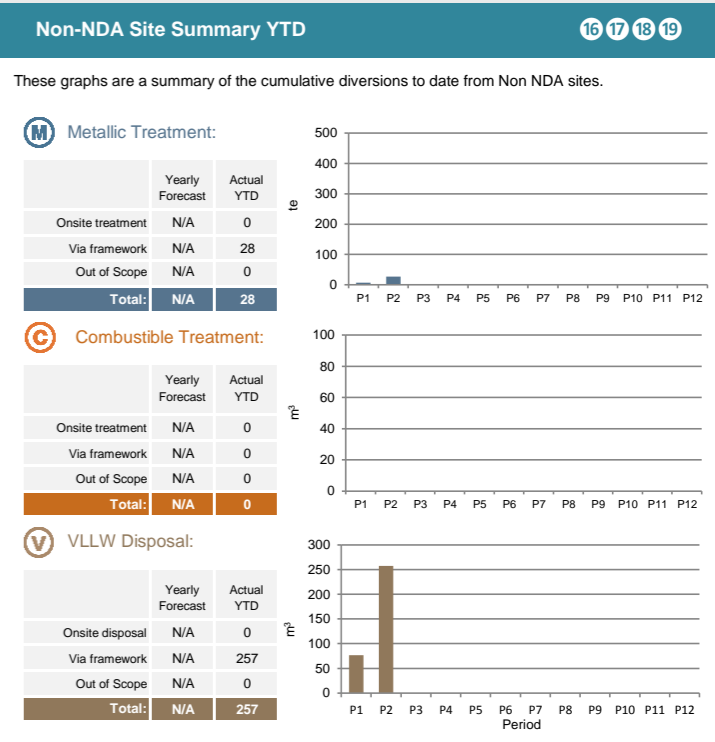 Non-NDA Site Summary YTD
16 17 18 19
These graphs are a summary of the cumulative diversions to date from Non NDA sites.
M Metallic Treatment:
Yearly Forecast Actual YTD
Onsite treatment N/A 0
Via framework N/A 28
Out of Scope N/A 0
Total: N/A 28
te
500
400
300
200
100
0
P1 P2 P3 P4 P5 P6 P7 P8 P9 P10 P11 P12
C Combustible Treatment:
Yearly Forecast Actual YTD
Onsite treatment N/A 0
Via framework N/A 0
Out of Scope N/A 0
Total: N/A 0
m³
100
80
60
40
20
0
P1 P2 P3 P4 P5 P6 P7 P8 P9 P10 P11 P12
V VLLW Disposal:
Yearly Forecast Actual YTD
Onsite disposal N/A 0
Via framework N/A 257
Out of Scope N/A 0
Total: N/A 257
m³
300
250
200
150
100
50
0
P1 P2 P3 P4 P5 P6 P7 P8 P9 P10 P11 P12
Period